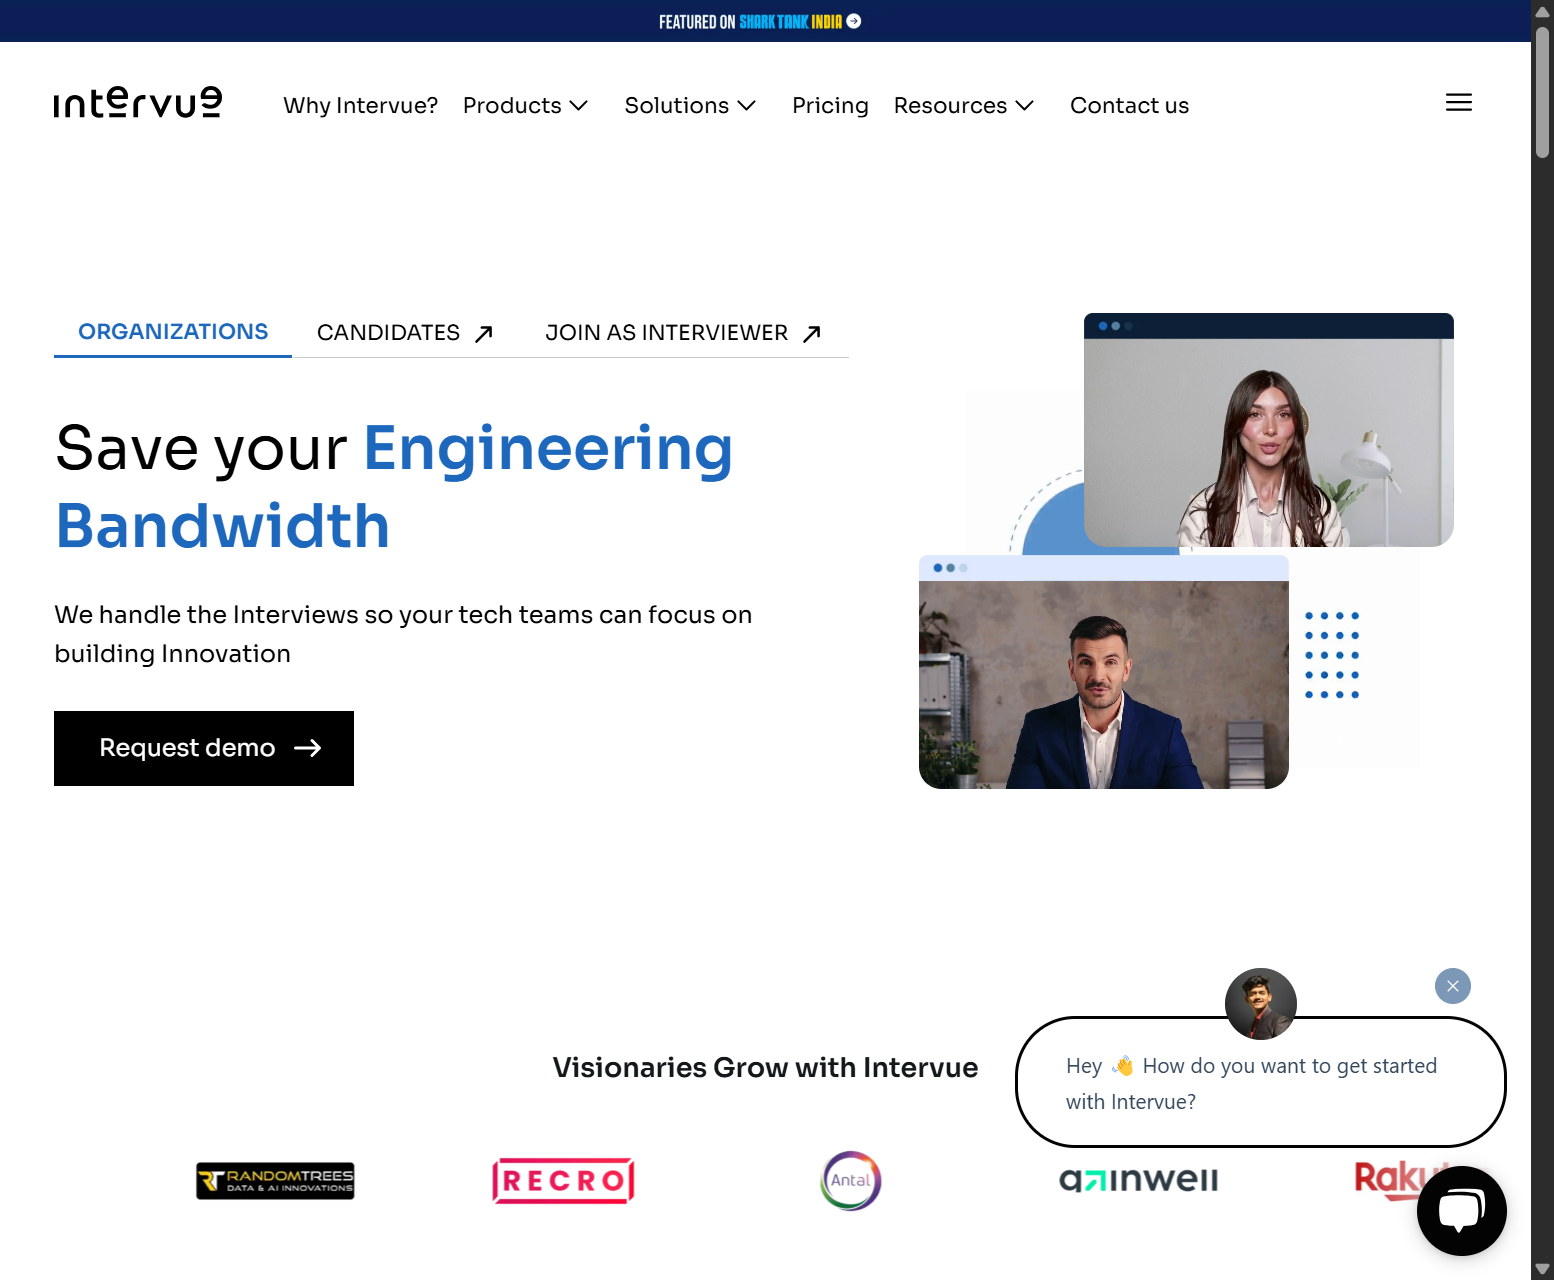 FEATURED ON SHARK TANK INDIA
intervue
Why Intervue? Products Solutions Pricing Resources Contact us
ORGANIZATIONS CANDIDATES JOIN AS INTERVIEWER
Save your Engineering
Bandwidth
We handle the Interviews so your tech teams can focus on
building Innovation
Request demo
Visionaries Grow with Intervue
Hey 👋 How do you want to get started
with Intervue?
RT RANDOMTREES
DATA & AI INNOVATIONS
RECRO
Antal
gainwell